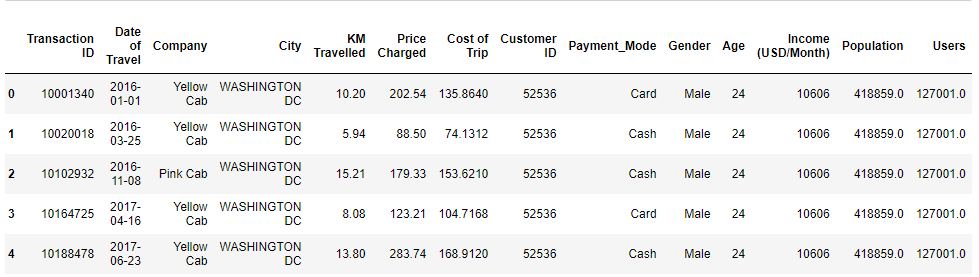 Transaction ID Date of Travel Company City KM Travelled Price Charged Cost of Trip Customer ID Payment_Mode Gender Age Income (USD/Month) Population Users
0 10001340 2016-01-01 Yellow Cab WASHINGTON DC 10.20 202.54 135.8640 52536 Card Male 24 10606 418859.0 127001.0
1 10020018 2016-03-25 Yellow Cab WASHINGTON DC 5.94 88.50 74.1312 52536 Cash Male 24 10606 418859.0 127001.0
2 10102932 2016-11-08 Pink Cab WASHINGTON DC 15.21 179.33 153.6210 52536 Cash Male 24 10606 418859.0 127001.0
3 10164725 2017-04-16 Yellow Cab WASHINGTON DC 8.08 123.21 104.7168 52536 Card Male 24 10606 418859.0 127001.0
4 10188478 2017-06-23 Yellow Cab WASHINGTON DC 13.80 283.74 168.9120 52536 Cash Male 24 10606 418859.0 127001.0